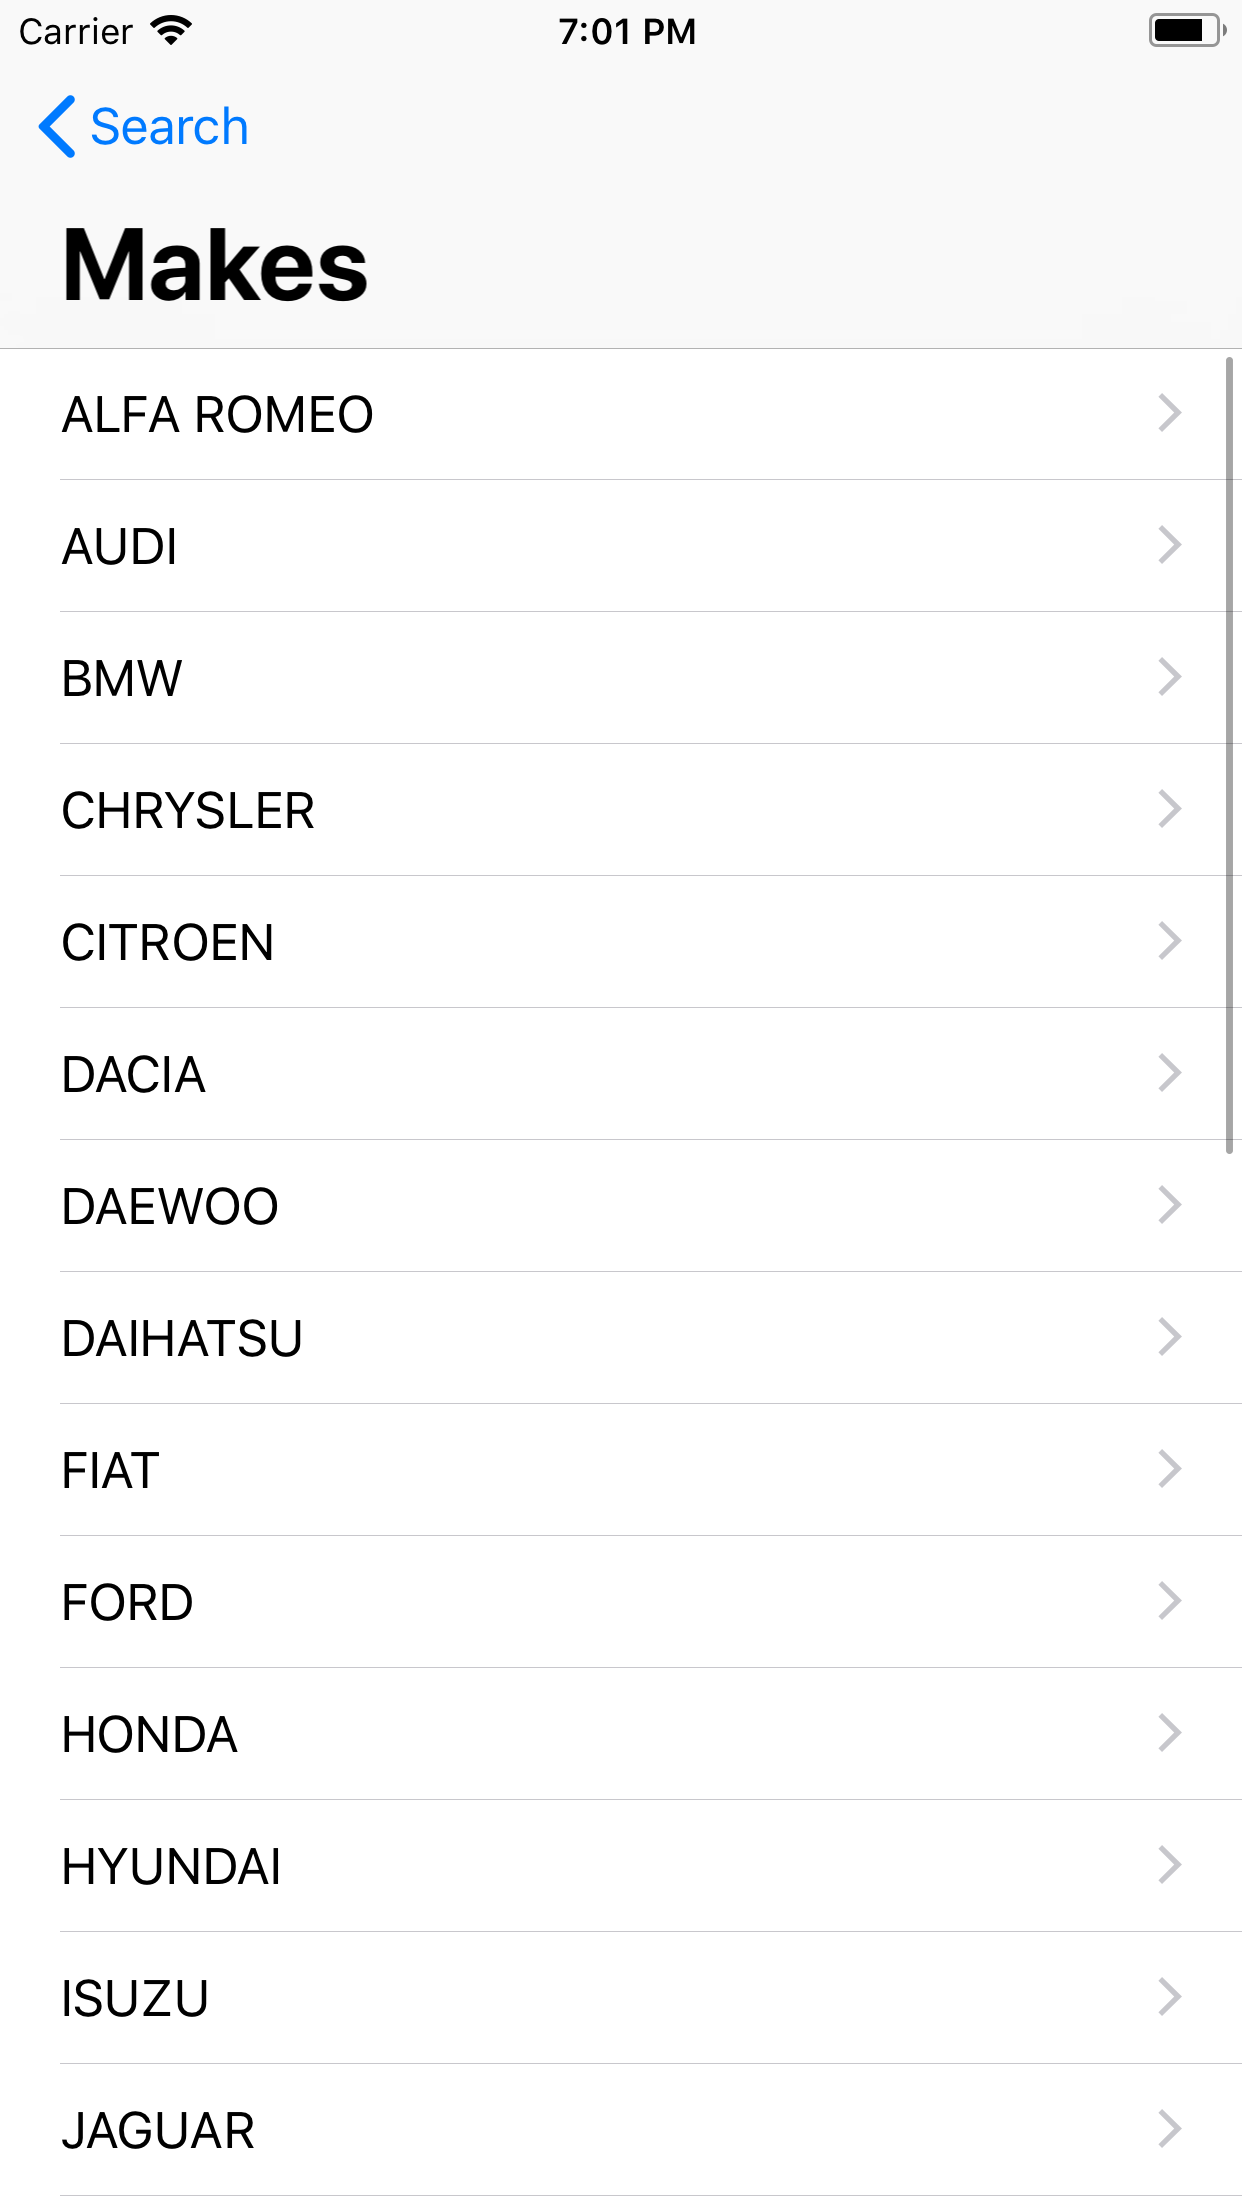 Carrier 7:01 PM
Search
Makes
ALFA ROMEO
AUDI
BMW
CHRYSLER
CITROEN
DACIA
DAEWOO
DAIHATSU
FIAT
FORD
HONDA
HYUNDAI
ISUZU
JAGUAR